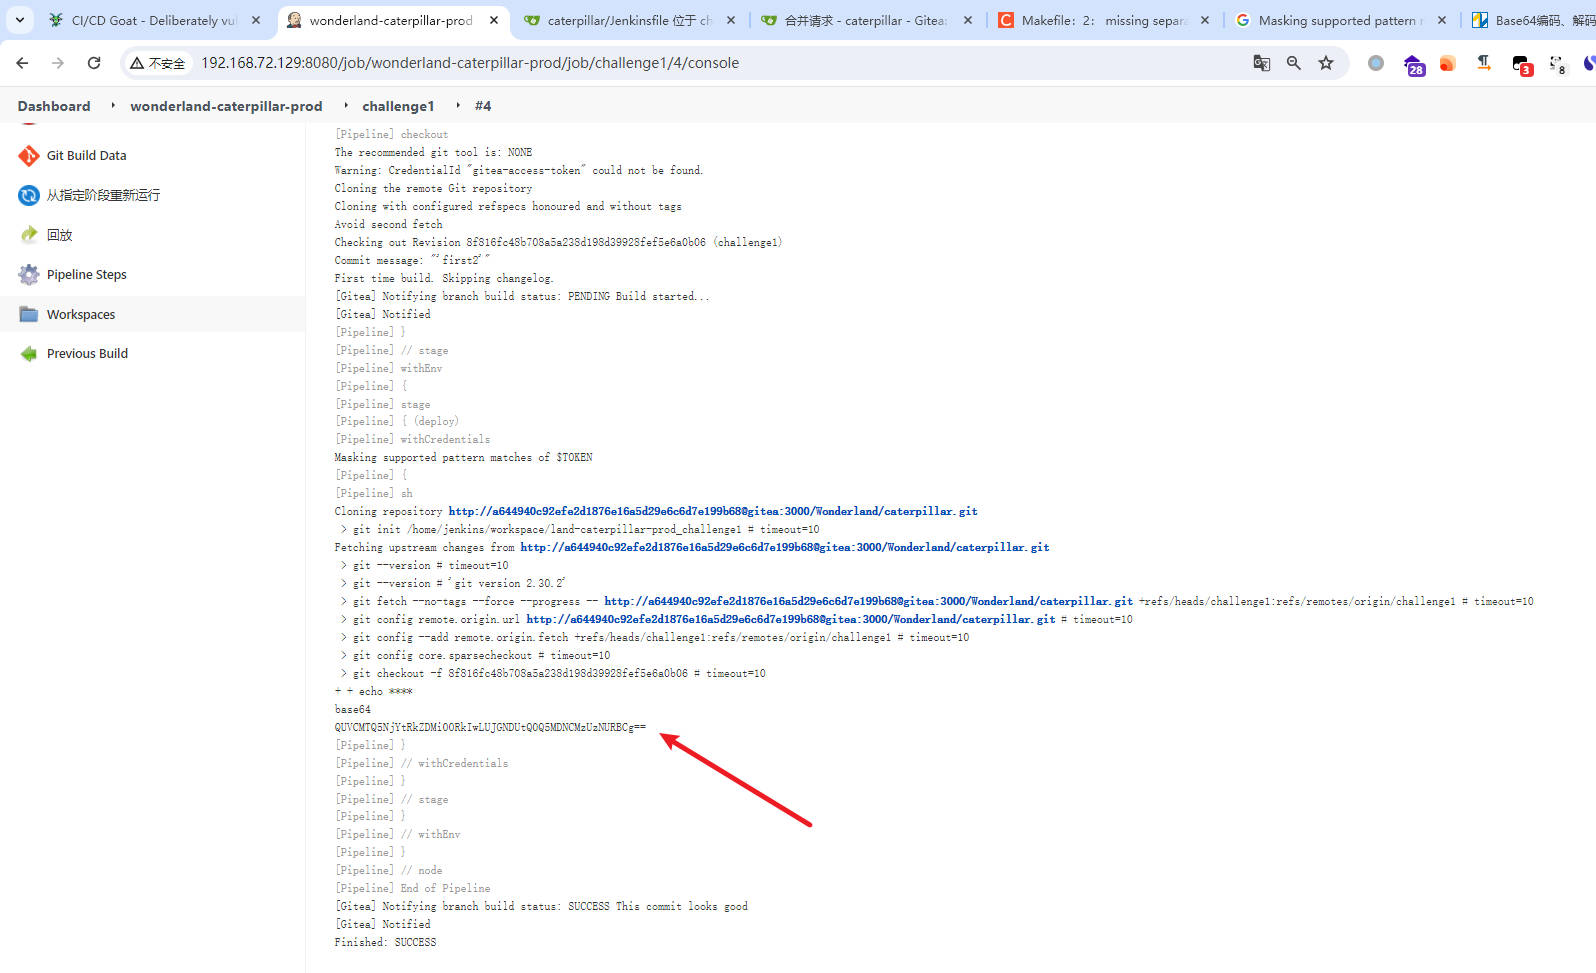 CI/CD Goat - Deliberately vul
wonderland-caterpillar-prod
caterpillar/Jenkinsfile 位于 ch
合并请求 - caterpillar - Gitea:
Makefile：2： missing separa
Masking supported pattern m
Base64编码、解码
不安全
192.168.72.129:8080/job/wonderland-caterpillar-prod/job/challenge1/4/console
28
3
8
Dashboard
wonderland-caterpillar-prod
challenge1
#4
Git Build Data
从指定阶段重新运行
回放
Pipeline Steps
Workspaces
Previous Build
[Pipeline] checkout
The recommended git tool is: NONE
Warning: CredentialId "gitea-access-token" could not be found.
Cloning the remote Git repository
Cloning with configured refspecs honoured and without tags
Avoid second fetch
Checking out Revision 8f816fc48b708a5a238d198d39928fef5e6a0b06 (challenge1)
Commit message: "'first2'"
First time build. Skipping changelog.
[Gitea] Notifying branch build status: PENDING Build started...
[Gitea] Notified
[Pipeline] }
[Pipeline] // stage
[Pipeline] withEnv
[Pipeline] {
[Pipeline] stage
[Pipeline] { (deploy)
[Pipeline] withCredentials
Masking supported pattern matches of $TOKEN
[Pipeline] {
[Pipeline] sh
Cloning repository http://a644940c92efe2d1876e16a5d29e6c6d7e199b68@gitea:3000/Wonderland/caterpillar.git
> git init /home/jenkins/workspace/land-caterpillar-prod_challenge1 # timeout=10
Fetching upstream changes from http://a644940c92efe2d1876e16a5d29e6c6d7e199b68@gitea:3000/Wonderland/caterpillar.git
> git --version # timeout=10
> git --version # 'git version 2.30.2'
> git fetch --no-tags --force --progress -- http://a644940c92efe2d1876e16a5d29e6c6d7e199b68@gitea:3000/Wonderland/caterpillar.git +refs/heads/challenge1:refs/remotes/origin/challenge1 # timeout=10
> git config remote.origin.url http://a644940c92efe2d1876e16a5d29e6c6d7e199b68@gitea:3000/Wonderland/caterpillar.git # timeout=10
> git config --add remote.origin.fetch +refs/heads/challenge1:refs/remotes/origin/challenge1 # timeout=10
> git config core.sparsecheckout # timeout=10
> git checkout -f 8f816fc48b708a5a238d198d39928fef5e6a0b06 # timeout=10
+ + echo ****
base64
QUVCMTQ5NjYtRkZDMi00RkIwLUJGNDUtQ0Q5MDNCMzUzNURBCg==
[Pipeline] }
[Pipeline] // withCredentials
[Pipeline] }
[Pipeline] // stage
[Pipeline] }
[Pipeline] // withEnv
[Pipeline] }
[Pipeline] // node
[Pipeline] End of Pipeline
[Gitea] Notifying branch build status: SUCCESS This commit looks good
[Gitea] Notified
Finished: SUCCESS